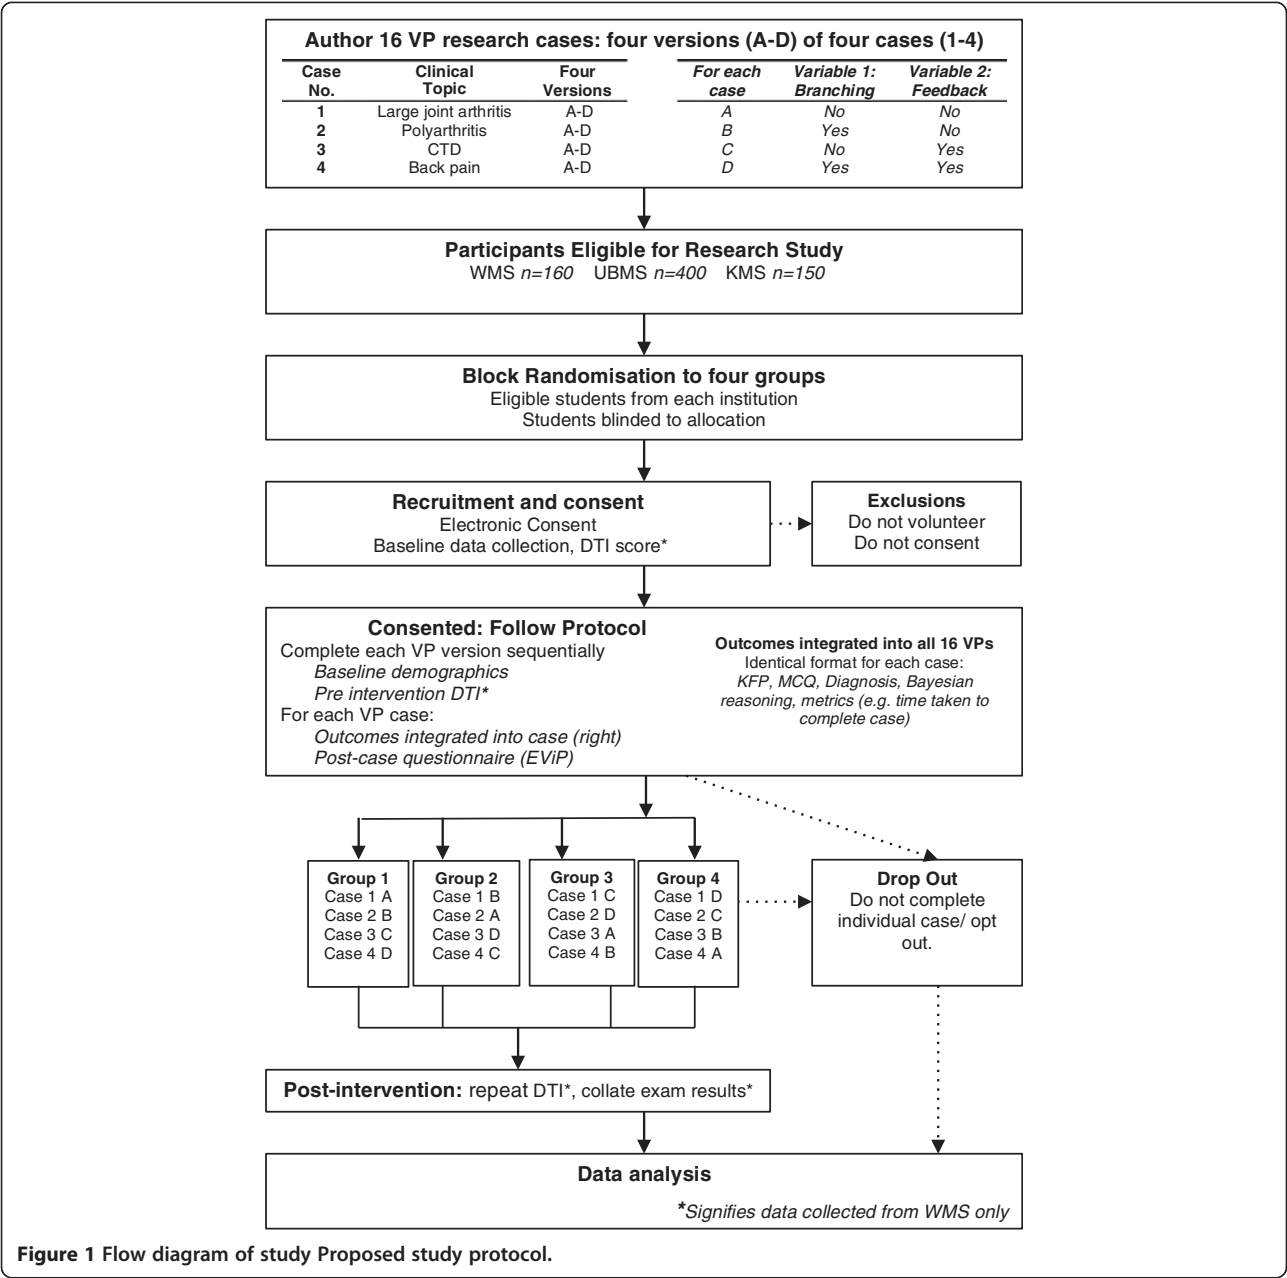 Author 16 VP research cases: four versions (A-D) of four cases (1-4)
Case No. Clinical Topic Four Versions
1 Large joint arthritis A-D
2 Polyarthritis A-D
3 CTD A-D
4 Back pain A-D
For each case Variable 1: Branching Variable 2: Feedback
A No No
B Yes No
C No Yes
D Yes Yes
Participants Eligible for Research Study
WMS n=160 UBMS n=400 KMS n=150
Block Randomisation to four groups
Eligible students from each institution
Students blinded to allocation
Recruitment and consent
Electronic Consent
Baseline data collection, DTI score*
Exclusions
Do not volunteer
Do not consent
Consented: Follow Protocol
Complete each VP version sequentially
Baseline demographics
Pre intervention DTI*
For each VP case:
Outcomes integrated into case (right)
Post-case questionnaire (EViP)
Outcomes integrated into all 16 VPs
Identical format for each case:
KFP, MCQ, Diagnosis, Bayesian
reasoning, metrics (e.g. time taken to
complete case)
Group 1
Case 1 A
Case 2 B
Case 3 C
Case 4 D
Group 2
Case 1 B
Case 2 A
Case 3 D
Case 4 C
Group 3
Case 1 C
Case 2 D
Case 3 A
Case 4 B
Group 4
Case 1 D
Case 2 C
Case 3 B
Case 4 A
Drop Out
Do not complete
individual case/ opt
out.
Post-intervention: repeat DTI*, collate exam results*
Data analysis
*Signifies data collected from WMS only
Figure 1 Flow diagram of study Proposed study protocol.